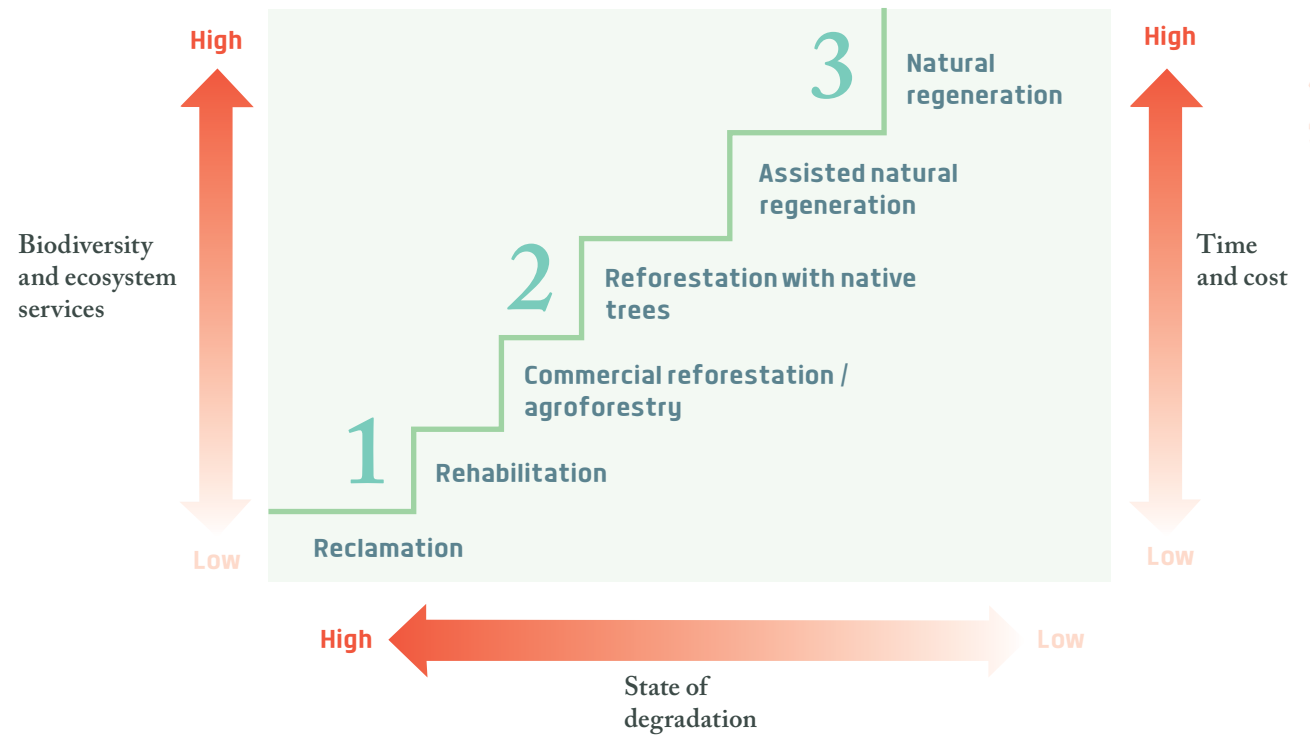 High
High
3
Natural
regeneration
Assisted natural
regeneration
Biodiversity
and ecosystem
services
Time
and cost
2
Reforestation with native
trees
Commercial reforestation /
agroforestry
1
Rehabilitation
Reclamation
Low
Low
High
Low
State of
degradation